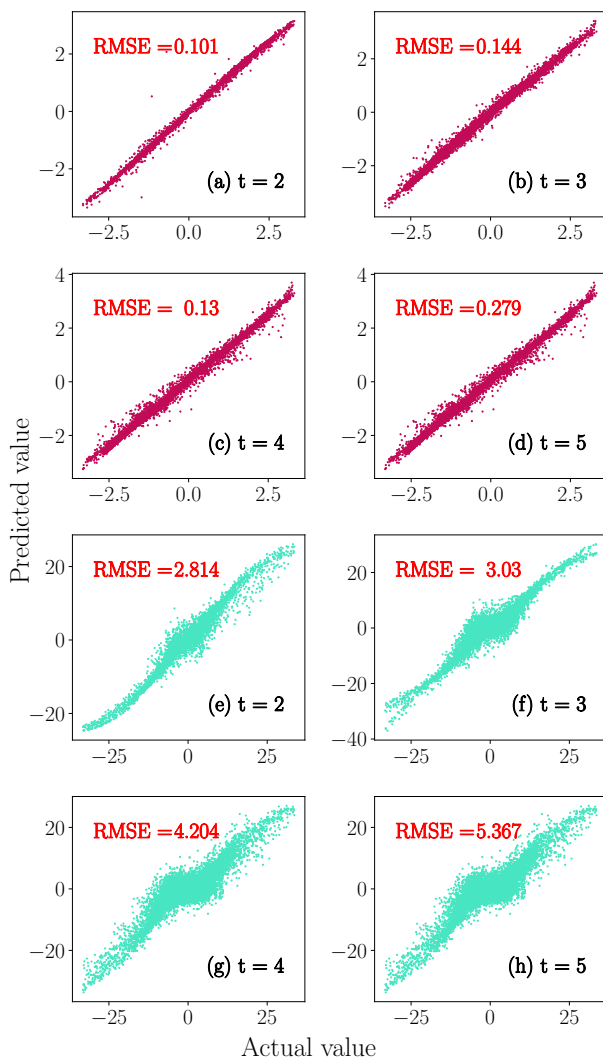 RMSE =0.101
(a) t = 2
2
0
−2
−2.5 0.0 2.5
RMSE =0.144
(b) t = 3
2
0
−2
−2.5 0.0 2.5
RMSE = 0.13
(c) t = 4
4
2
0
−2
−2.5 0.0 2.5
RMSE =0.279
(d) t = 5
4
2
0
−2
−2.5 0.0 2.5
Predicted value
RMSE =2.814
(e) t = 2
20
0
−20
−25 0 25
RMSE = 3.03
(f) t = 3
20
0
−20
−40
−25 0 25
RMSE =4.204
(g) t = 4
20
0
−20
−25 0 25
RMSE =5.367
(h) t = 5
20
0
−20
−25 0 25
Actual value